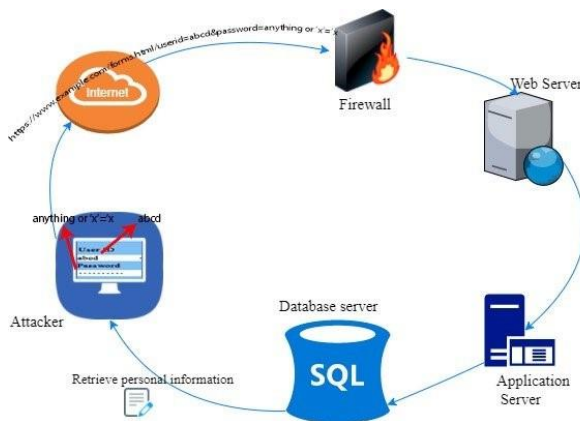 https://www.example.com/forms.html/userid=abcd&password=anything or 'x'='x
Internet
Firewall
Web Server
anything or 'x'='x
abcd
User ID
abcd
Password
----------
Attacker
Database server
SQL
Application
Server
Retrieve personal information